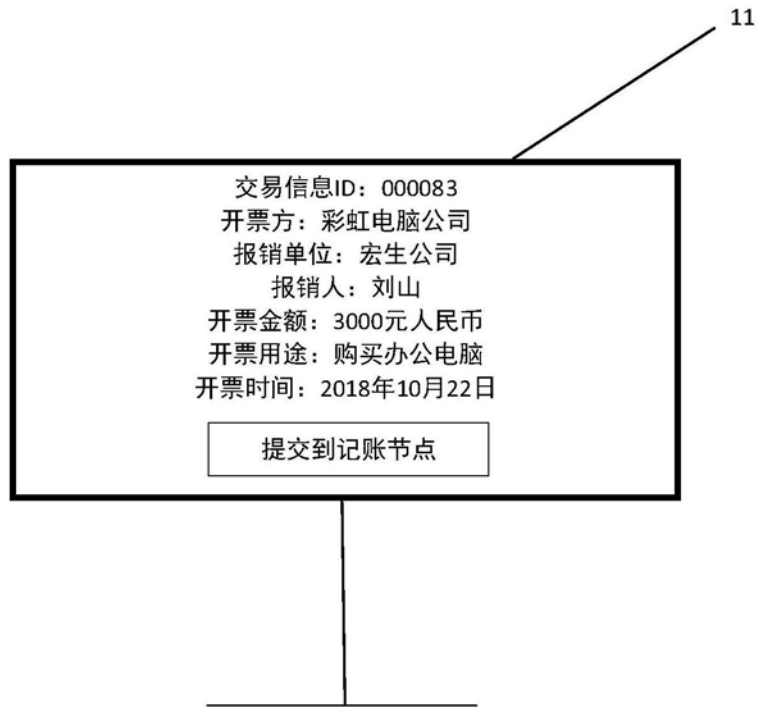 11
交易信息ID：000083
开票方：彩虹电脑公司
报销单位：宏生公司
报销人：刘山
开票金额：3000元人民币
开票用途：购买办公电脑
开票时间：2018年10月22日
提交到记账节点